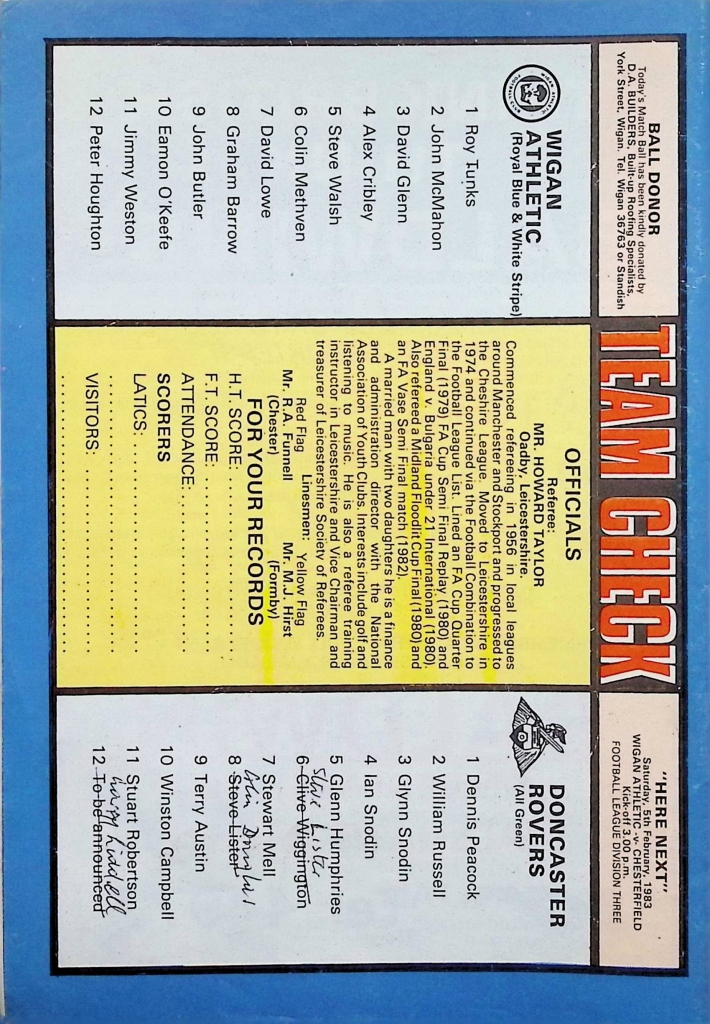 BALL DONOR
Today's Match Ball has been kindly donated by
D.A. BUILDERS, Built-up Roofing Specialists,
York Street, Wigan. Tel. Wigan 36763 or Standish
TEAM CHECK
"HERE NEXT"
Saturday, 5th February, 1983
WIGAN ATHLETIC -v- CHESTERFIELD
Kick-off 3.00 p.m.
FOOTBALL LEAGUE DIVISION THREE
WIGAN
ATHLETIC
(Royal Blue & White Stripe)
1 Roy Tunks
2 John McMahon
3 David Glenn
4 Alex Cribley
5 Steve Walsh
6 Colin Methven
7 David Lowe
8 Graham Barrow
9 John Butler
10 Eamon O'Keefe
11 Jimmy Weston
12 Peter Houghton
OFFICIALS
Referee:
MR. HOWARD TAYLOR
Oadby, Leicestershire.
Commenced refereeing in 1956 in local leagues
around Manchester and Stockport and progressed to
the Cheshire League. Moved to Leicestershire in
1974 and continued via the Football Combination to
the Football League List. Lined an FA Cup Quarter
Final (1979) FA Cup Semi Final Replay (1980) and
England v. Bulgaria under 21 International (1980).
Also refereed a Midland Floodlit Cup Final (1980) and
an FA Vase Semi Final match (1982).
A married man with two daughters he is a finance
and administration director with the National
Association of Youth Clubs. Interests include golf and
listening to music. He is also a referee training
instructor in Leicestershire and Vice Chairman and
treasurer of Leicestershire Society of Referees.
Linesmen:
Red Flag Yellow Flag
Mr. R.A. Funnell Mr. M.J. Hirst
(Chester) (Formby)
FOR YOUR RECORDS
H.T. SCORE:
F.T. SCORE:
ATTENDANCE:
SCORERS
LATICS:
VISITORS:
DONCASTER
ROVERS
(All Green)
1 Dennis Peacock
2 William Russell
3 Glynn Snodin
4 Ian Snodin
5 Glenn Humphries
Steve Lister
6 Clive Wiggington
7 Stewart Mell
Colin Douglas
8 Steve Lister
9 Terry Austin
10 Winston Campbell
11 Stuart Robertson
Liddell
12 To be announced